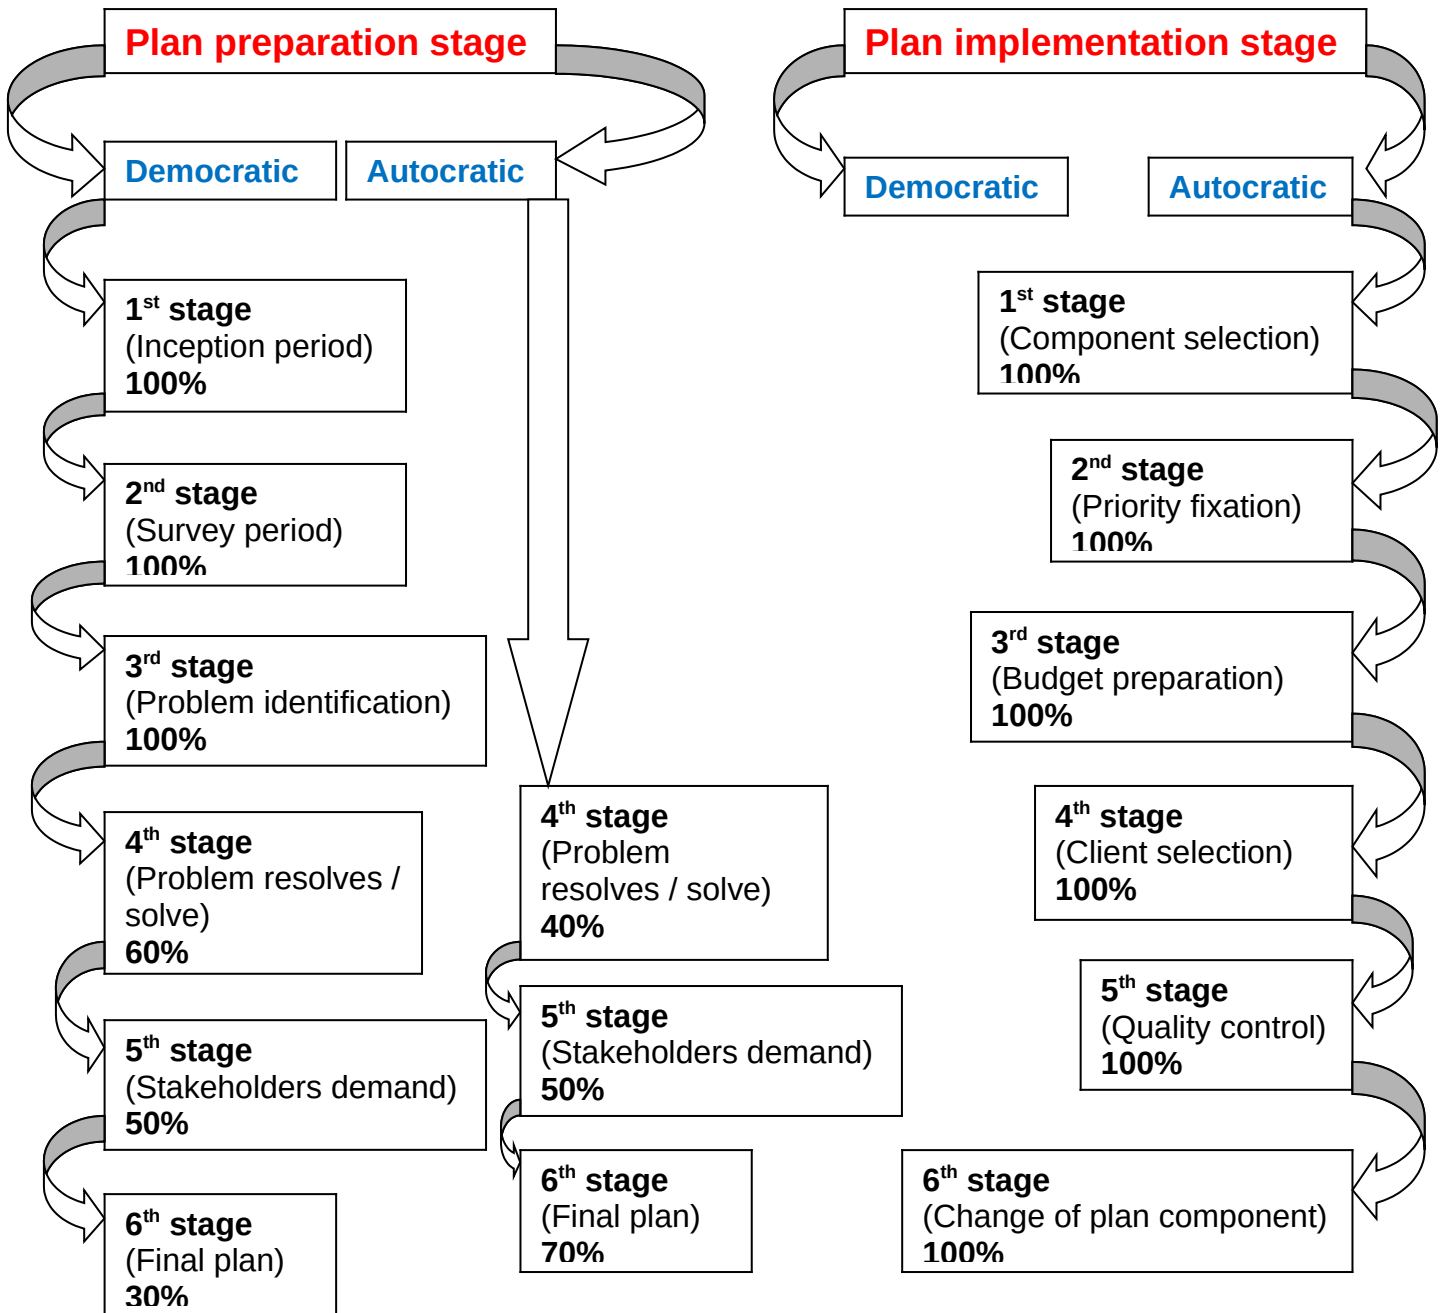 Plan preparation stage
Democratic
Autocratic
1st stage
(Inception period)
100%
2nd stage
(Survey period)
100%
3rd stage
(Problem identification)
100%
4th stage
(Problem resolves /
solve)
60%
5th stage
(Stakeholders demand)
50%
6th stage
(Final plan)
30%
4th stage
(Problem
resolves / solve)
40%
5th stage
(Stakeholders demand)
50%
6th stage
(Final plan)
70%
Plan implementation stage
Democratic
Autocratic
1st stage
(Component selection)
100%
2nd stage
(Priority fixation)
100%
3rd stage
(Budget preparation)
100%
4th stage
(Client selection)
100%
5th stage
(Quality control)
100%
6th stage
(Change of plan component)
100%